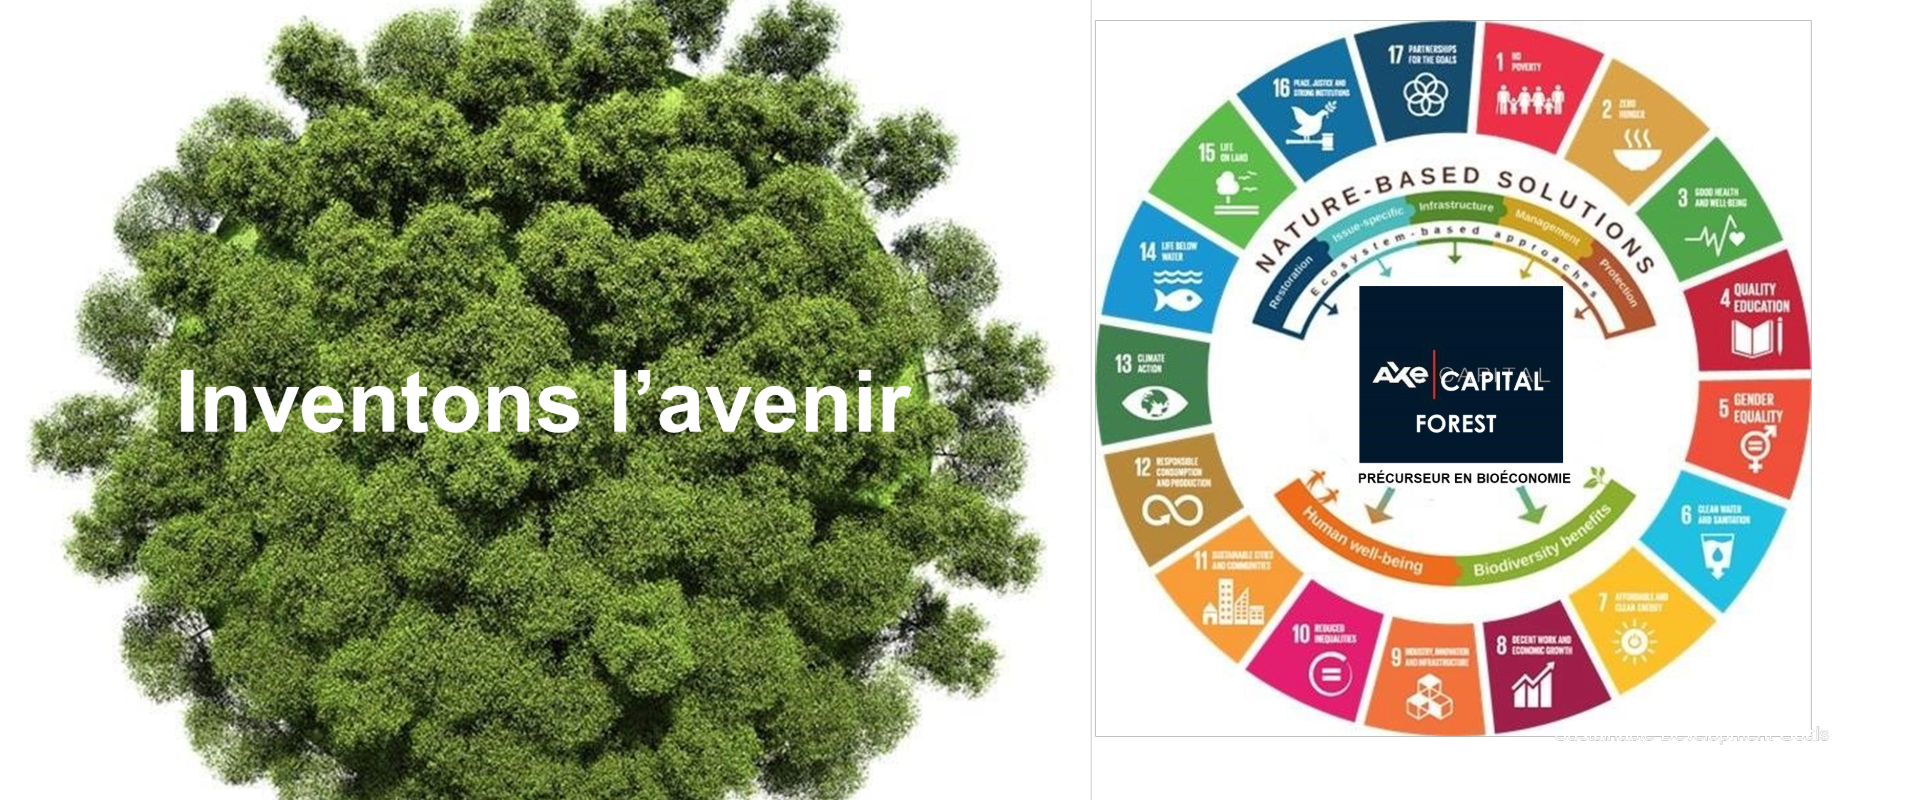 Inventons l'avenir
17 PARTNERSHIPS
FOR THE GOALS
1 NO
POVERTY
2 ZERO
HUNGER
3 GOOD HEALTH
AND WELL-BEING
4 QUALITY
EDUCATION
5 GENDER
EQUALITY
6 CLEAN WATER
AND SANITATION
7 AFFORDABLE AND
CLEAN ENERGY
8 DECENT WORK AND
ECONOMIC GROWTH
9 INDUSTRY, INNOVATION
AND INFRASTRUCTURE
10 REDUCED
INEQUALITIES
11 SUSTAINABLE CITIES
AND COMMUNITIES
12 RESPONSIBLE
CONSUMPTION
AND PRODUCTION
13 CLIMATE
ACTION
14 LIFE BELOW
WATER
15 LIFE
ON LAND
16 PEACE, JUSTICE AND
STRONG INSTITUTIONS
NATURE-BASED SOLUTIONS
Restoration
Issue-specific
Infrastructure
Management
Protection
Ecosystem-based approaches
AXe CAPITAL
CAPITAL
FOREST
PRÉCURSEUR EN BIOÉCONOMIE
Human well-being
Biodiversity benefits
Sustainable Development Goals